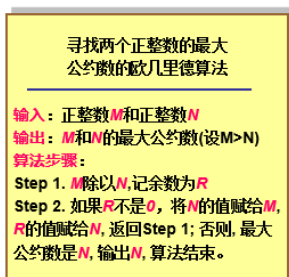 寻找两个正整数的最大
公约数的欧几里德算法
输入：正整数M和正整数N
输出：M和N的最大公约数(设M>N)
算法步骤：
Step 1. M除以N,记余数为R
Step 2. 如果R不是0，将N的值赋给M,
R的值赋给N, 返回Step 1; 否则, 最大
公约数是N, 输出N, 算法结束。